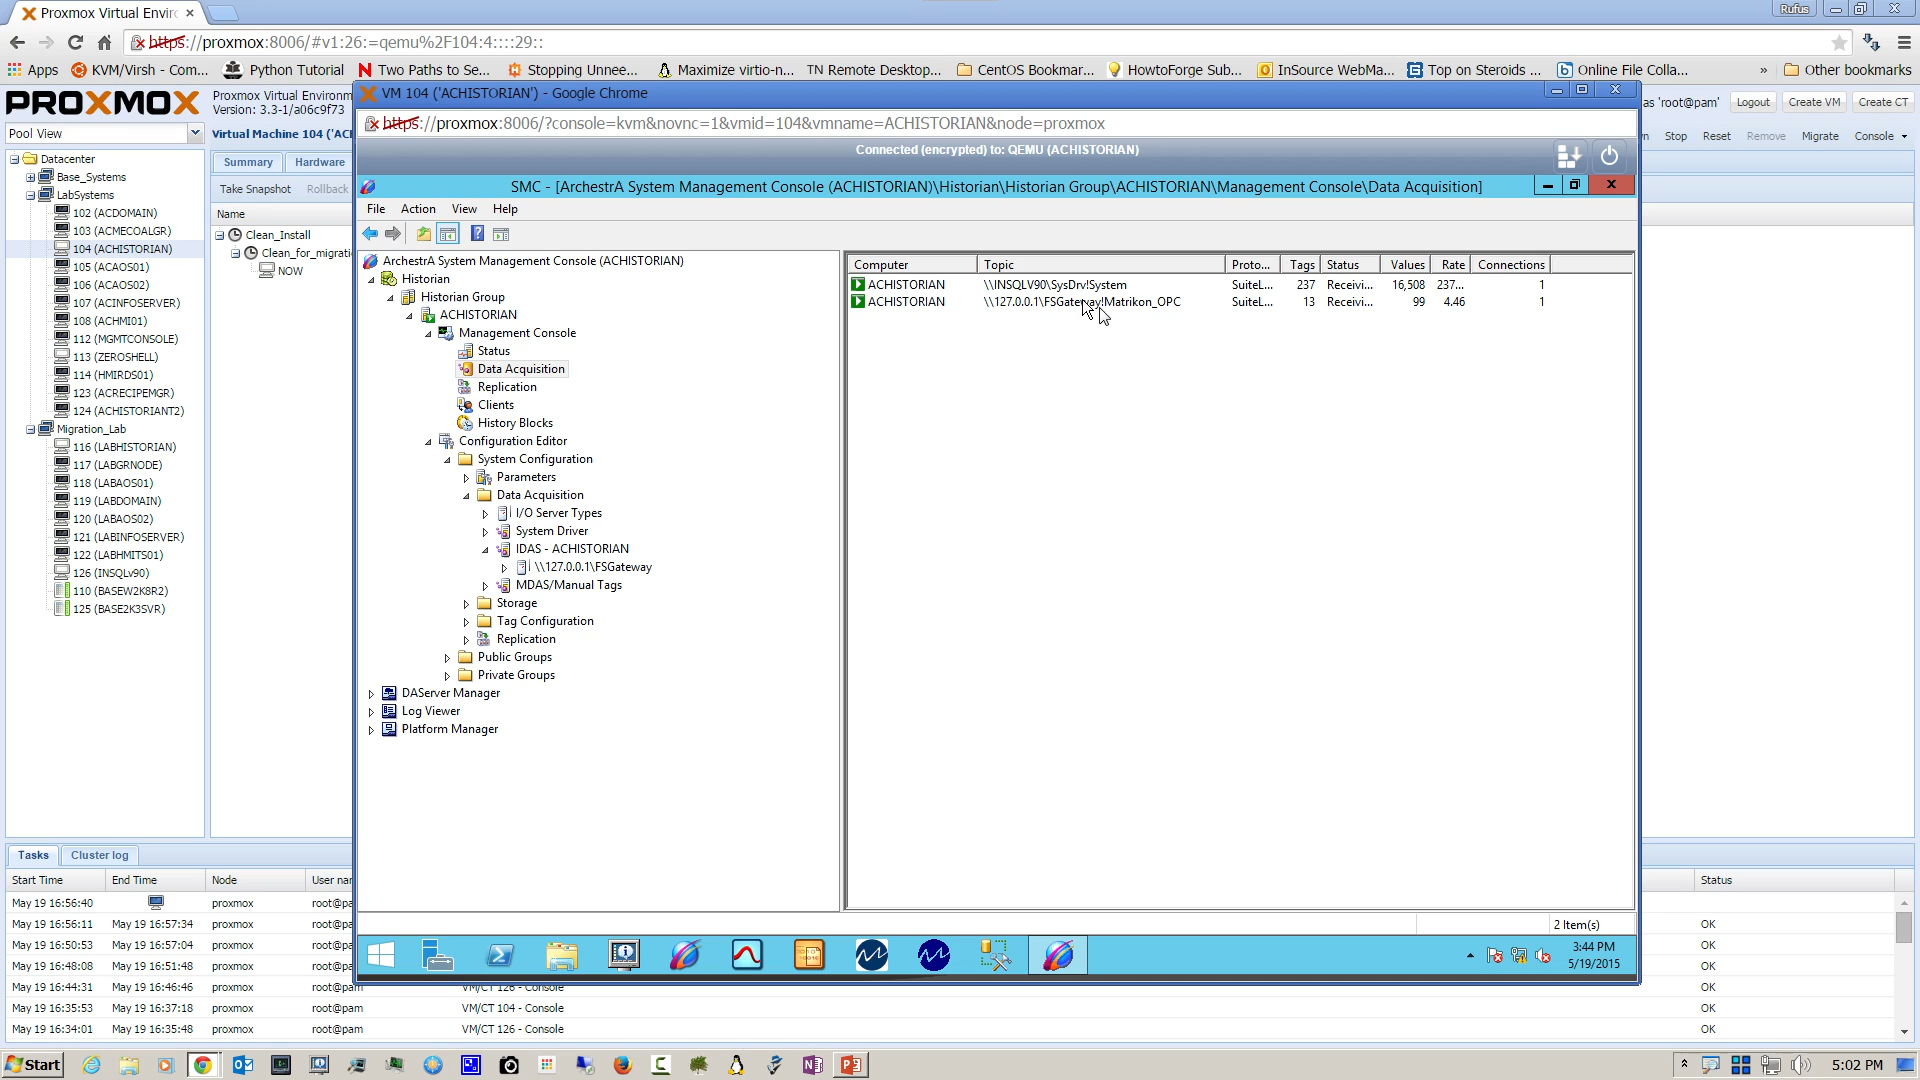 Proxmox Virtual Enviro
Rufus
https://proxmox:8006/#v1:26:=qemu%2F104:4::::29::
Apps
KVM/Virsh - Com...
Python Tutorial
Two Paths to Se...
Stopping Unnee...
Maximize virtio-n...
TN Remote Desktop...
CentOS Bookmar...
HowtoForge Sub...
InSource WebMa...
Top on Steroids ...
Online File Colla...
»
Other bookmarks
PROXMOX
Proxmox Virtual Environm
Version: 3.3-1/a06c9f73
VM 104 ('ACHISTORIAN') - Google Chrome
as 'root@pam'
Logout
Create VM
Create CT
https://proxmox:8006/?console=kvm&novnc=1&vmid=104&vmname=ACHISTORIAN&node=proxmox
Pool View
Virtual Machine 104 ('ACH
Stop
Reset
Remove
Migrate
Console
Connected (encrypted) to: QEMU (ACHISTORIAN)
Summary
Hardware
Take Snapshot
Rollback
Name
Clean_Install
Clean_for_migrati
NOW
Datacenter
Base_Systems
LabSystems
102 (ACDOMAIN)
103 (ACMECOALGR)
104 (ACHISTORIAN)
105 (ACAOS01)
106 (ACAOS02)
107 (ACINFOSERVER)
108 (ACHMI01)
112 (MGMTCONSOLE)
113 (ZEROSHELL)
114 (HMIRDS01)
123 (ACRECIPEMGR)
124 (ACHISTORIANT2)
Migration_Lab
116 (LABHISTORIAN)
117 (LABGRNODE)
118 (LABAOS01)
119 (LABDOMAIN)
120 (LABAOS02)
121 (LABINFOSERVER)
122 (LABHMITS01)
126 (INSQLv90)
110 (BASEW2K8R2)
125 (BASE2K3SVR)
SMC - [ArchestrA System Management Console (ACHISTORIAN)\Historian\Historian Group\ACHISTORIAN\Management Console\Data Acquisition]
File
Action
View
Help
ArchestrA System Management Console (ACHISTORIAN)
Historian
Historian Group
ACHISTORIAN
Management Console
Status
Data Acquisition
Replication
Clients
History Blocks
Configuration Editor
System Configuration
Parameters
Data Acquisition
I/O Server Types
System Driver
IDAS - ACHISTORIAN
\\127.0.0.1\FSGateway
MDAS/Manual Tags
Storage
Tag Configuration
Replication
Public Groups
Private Groups
DAServer Manager
Log Viewer
Platform Manager
Computer Topic Proto... Tags Status Values Rate Connections
ACHISTORIAN \\INSQLV90\SysDrv!System SuiteL... 237 Receivi... 16,508 237... 1
ACHISTORIAN \\127.0.0.1\FSGateway!Matrikon_OPC SuiteL... 13 Receivi... 99 4.46 1
2 Item(s)
3:44 PM
5/19/2015
Tasks
Cluster log
Start Time End Time Node User nar Status
May 19 16:56:40 proxmox root@pa
May 19 16:56:11 May 19 16:57:34 proxmox root@pa OK
May 19 16:50:53 May 19 16:57:04 proxmox root@pa OK
May 19 16:48:08 May 19 16:51:48 proxmox root@pa OK
May 19 16:44:31 May 19 16:46:46 proxmox root@pam VM/CT 126 - Console OK
May 19 16:35:53 May 19 16:37:18 proxmox root@pam VM/CT 104 - Console OK
May 19 16:34:01 May 19 16:35:48 proxmox root@pam VM/CT 126 - Console OK
Start
5:02 PM